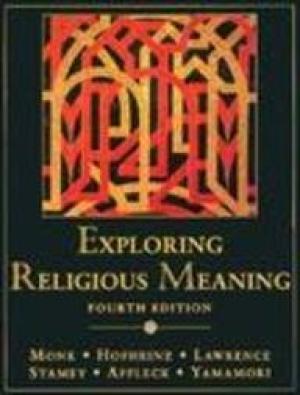 EXPLORING
RELIGIOUS MEANING
FOURTH EDITION
MONK • HOFHEINZ • LAWRENCE
STAMEY • AFFLECK • YAMAMORI